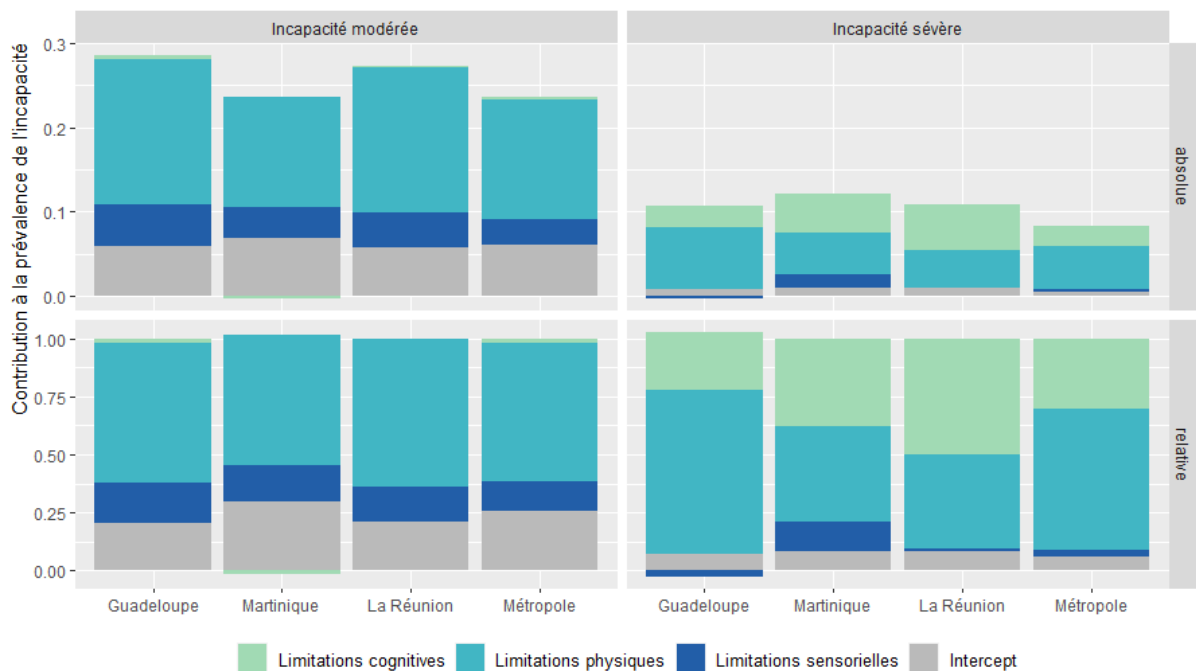 Incapacité modérée
Incapacité sévère
Contribution à la prévalence de l'incapacité
0.3
0.2
0.1
0.0
absolue
1.00
0.75
0.50
0.25
0.00
relative
Guadeloupe Martinique La Réunion Métropole
Guadeloupe Martinique La Réunion Métropole
Limitations cognitives Limitations physiques Limitations sensorielles Intercept